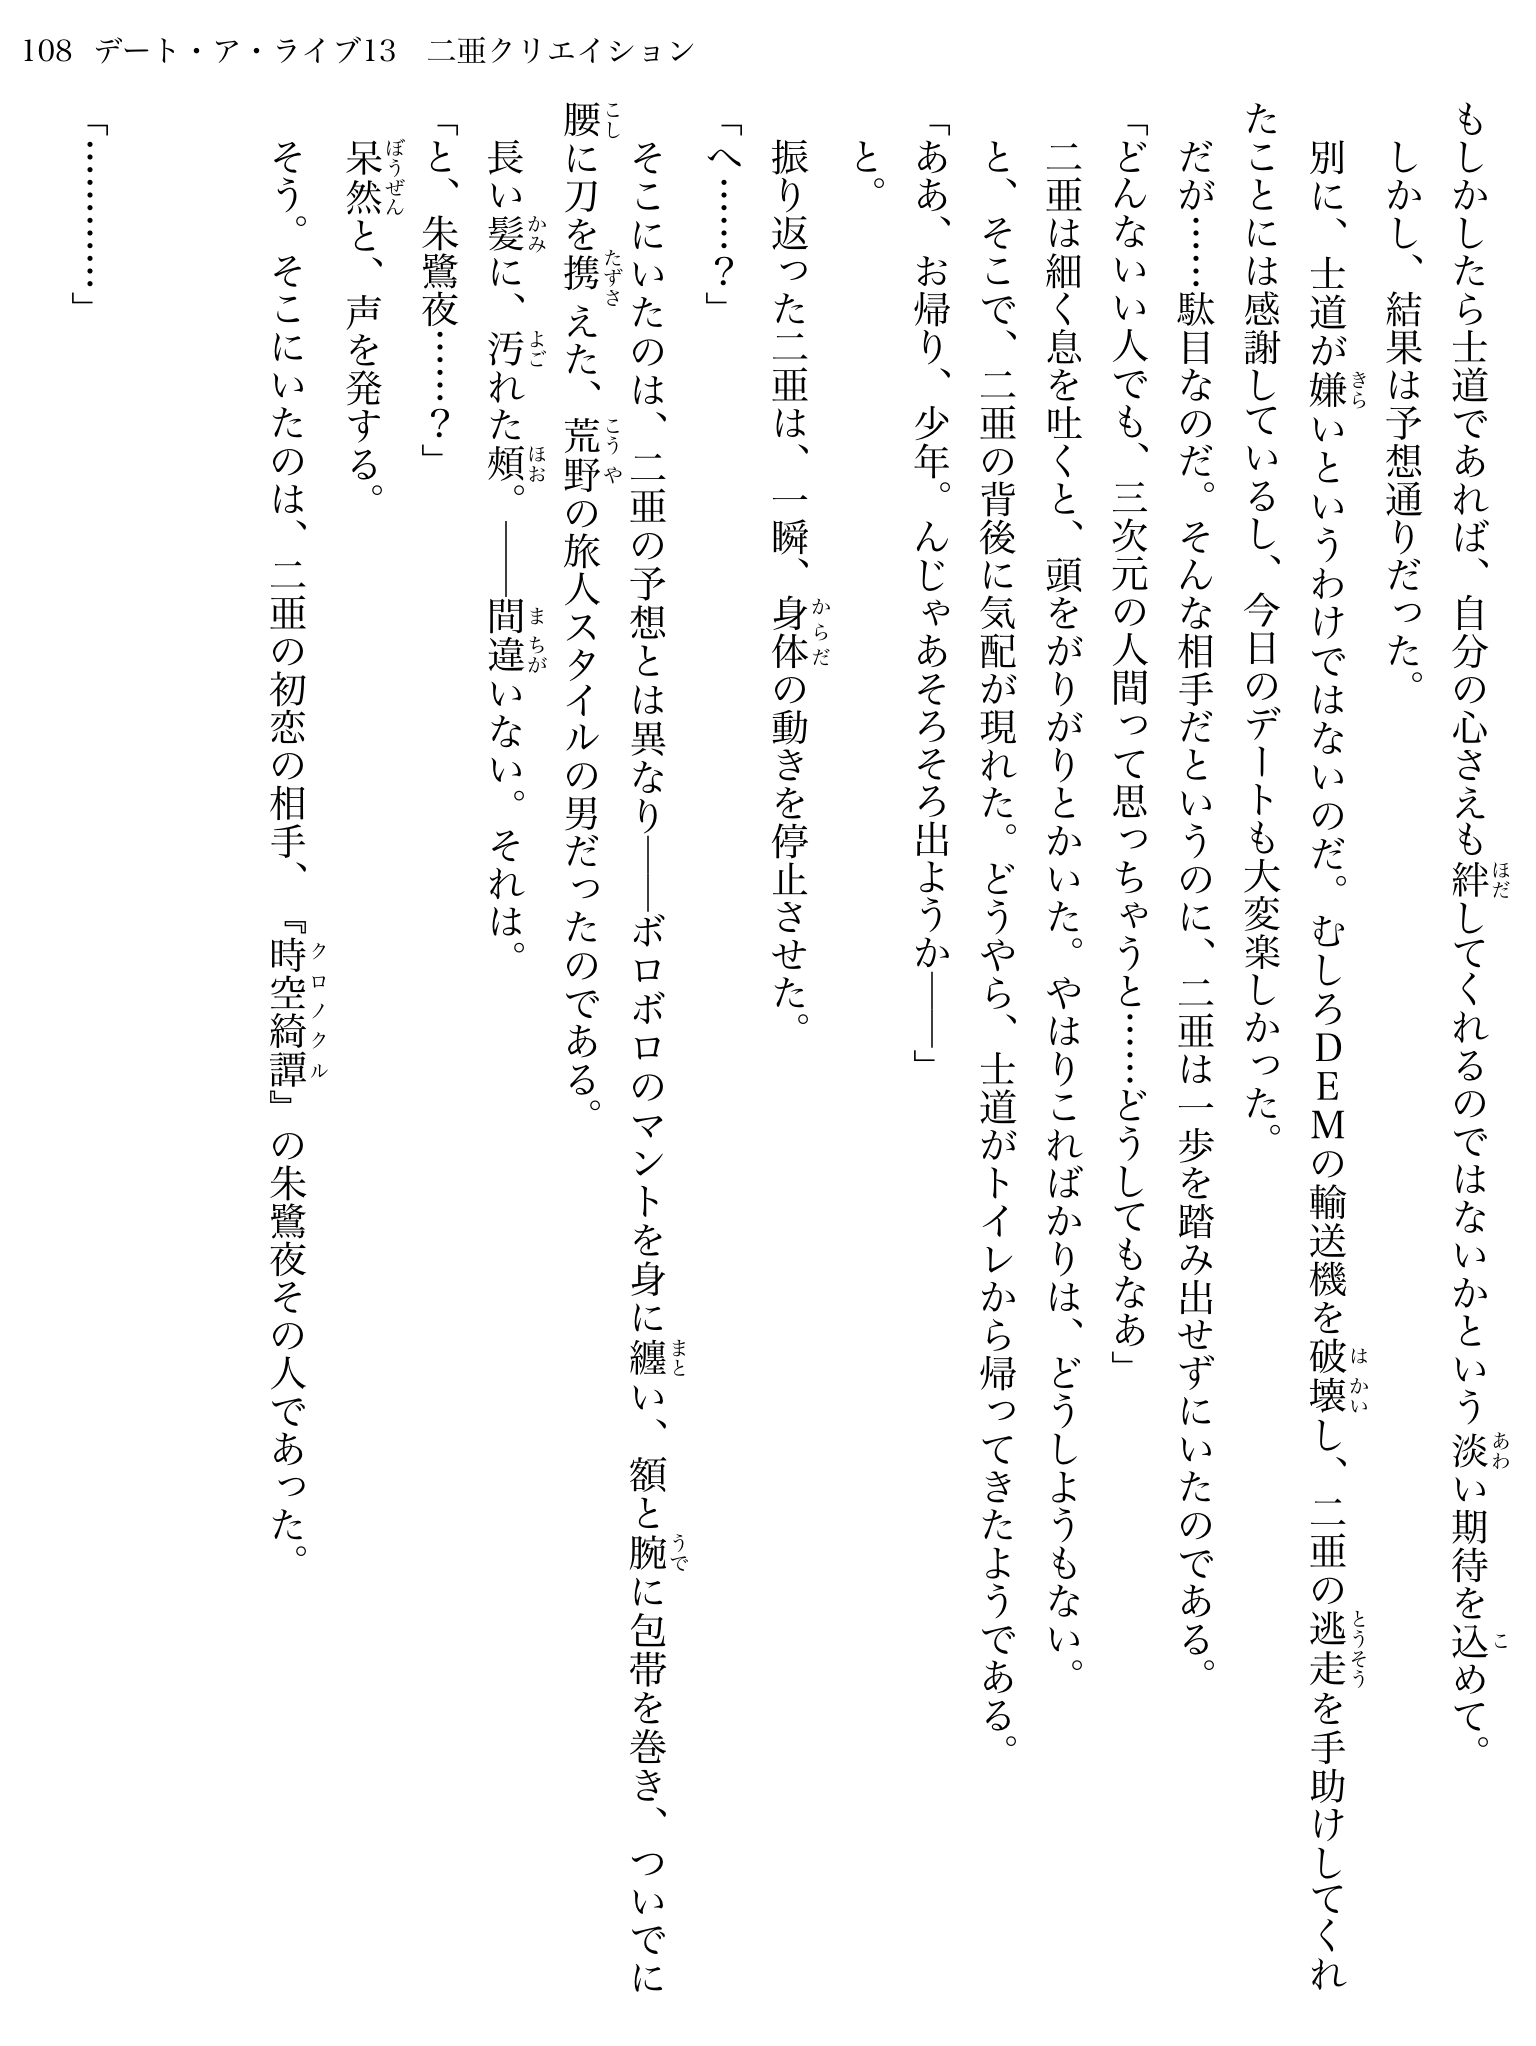 108 デート・ア・ライブ13　二亜クリエイション
もしかしたら士道であれば、自分の心さえも絆してくれるのではないかという淡い期待を込めて。
　しかし、結果は予想通りだった。
　別に、士道が嫌いというわけではないのだ。むしろＤＥＭの輸送機を破壊し、二亜の逃走を手助けしてくれ
たことには感謝しているし、今日のデートも大変楽しかった。
　だが……駄目なのだ。そんな相手だというのに、二亜は一歩を踏み出せずにいたのである。
「どんないい人でも、三次元の人間って思っちゃうと……どうしてもなあ」
　二亜は細く息を吐くと、頭をがりがりとかいた。やはりこればかりは、どうしようもない。
　と、そこで、二亜の背後に気配が現れた。どうやら、士道がトイレから帰ってきたようである。
「ああ、お帰り、少年。んじゃあそろそろ出ようか――」
　と。
　振り返った二亜は、一瞬、身体の動きを停止させた。
「へ……？」
　そこにいたのは、二亜の予想とは異なり――ボロボロのマントを身に纏い、額と腕に包帯を巻き、ついでに
腰に刀を携えた、荒野の旅人スタイルの男だったのである。
　長い髪に、汚れた頰。――間違いない。それは。
「と、朱鷺夜……？」
　呆然と、声を発する。
　そう。そこにいたのは、二亜の初恋の相手、『時空綺譚』の朱鷺夜その人であった。
「…………」